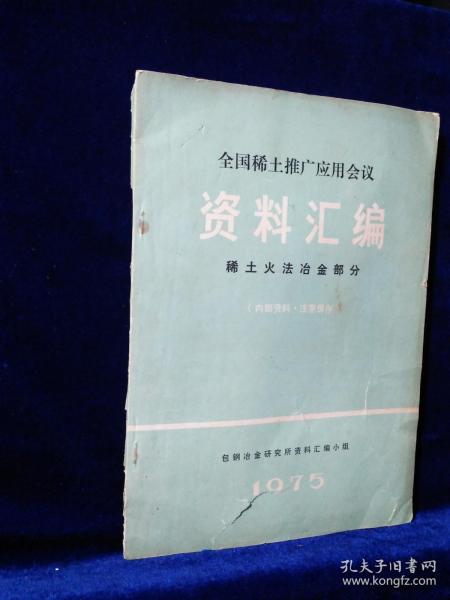 全国稀土推广应用会议
资料汇编
稀土火法冶金部分
（内部资料·注意保存）
包钢冶金研究所资料汇编小组
1975
孔夫子旧书网
www.kongfz.com